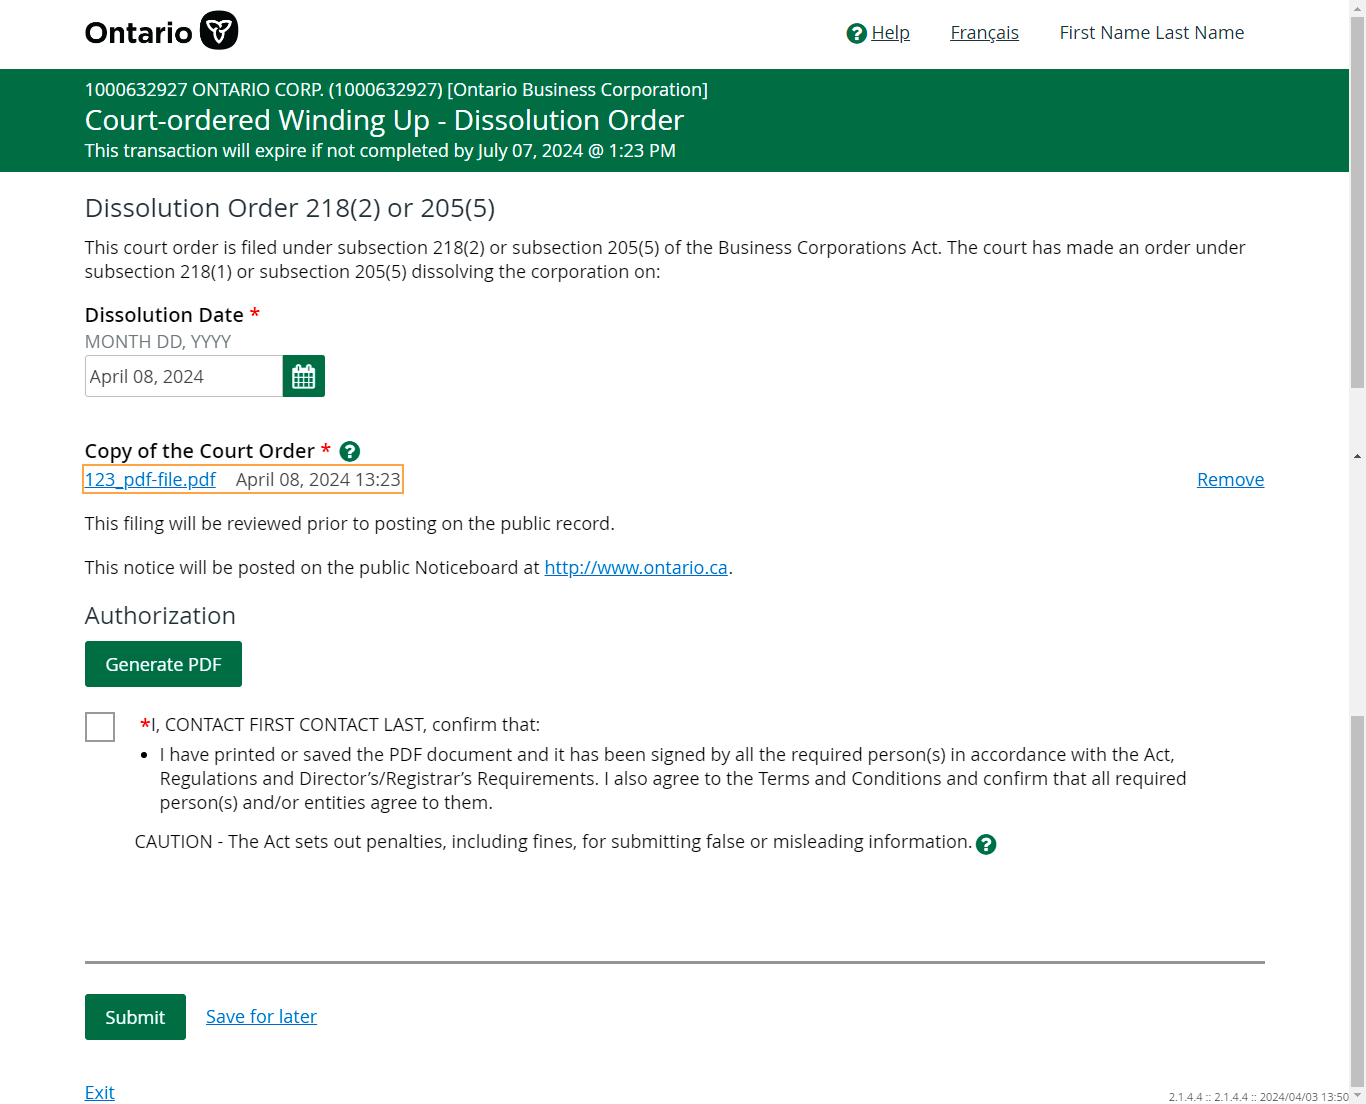 Ontario
Help Français First Name Last Name
1000632927 ONTARIO CORP. (1000632927) [Ontario Business Corporation]
Court-ordered Winding Up - Dissolution Order
This transaction will expire if not completed by July 07, 2024 @ 1:23 PM
Dissolution Order 218(2) or 205(5)
This court order is filed under subsection 218(2) or subsection 205(5) of the Business Corporations Act. The court has made an order under
subsection 218(1) or subsection 205(5) dissolving the corporation on:
Dissolution Date *
MONTH DD, YYYY
April 08, 2024
Copy of the Court Order *
123_pdf-file.pdf April 08, 2024 13:23 Remove
This filing will be reviewed prior to posting on the public record.
This notice will be posted on the public Noticeboard at http://www.ontario.ca.
Authorization
Generate PDF
*I, CONTACT FIRST CONTACT LAST, confirm that:
• I have printed or saved the PDF document and it has been signed by all the required person(s) in accordance with the Act,
Regulations and Director’s/Registrar’s Requirements. I also agree to the Terms and Conditions and confirm that all required
person(s) and/or entities agree to them.
CAUTION - The Act sets out penalties, including fines, for submitting false or misleading information.
Submit Save for later
Exit
2.1.4.4 :: 2.1.4.4 :: 2024/04/03 13:50